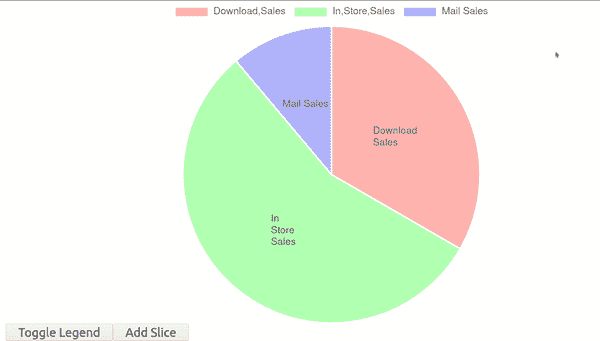 Download,Sales In,Store,Sales Mail Sales
Mail Sales
Download
Sales
In
Store
Sales
Toggle Legend Add Slice